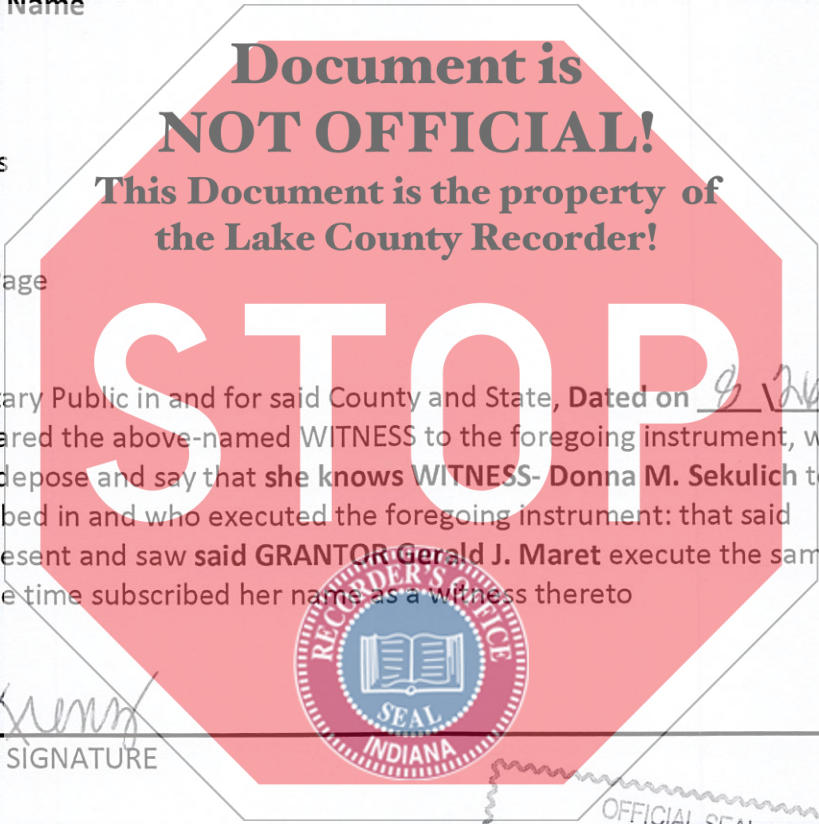 Name
Document is
NOT OFFICIAL!
This Document is the property of
the Lake County Recorder!
s
age
STOP
ary Public in and for said County and State, Dated on 8 \ 26
ared the above-named WITNESS to the foregoing instrument, w
depose and say that she knows WITNESS- Donna M. Sekulich t
bed in and who executed the foregoing instrument: that said
esent and saw said GRANTOR Gerald J. Maret execute the sam
e time subscribed her name as a witness thereto
RECORDER'S OFFICE
SEAL
INDIANA
SIGNATURE
OFFICIAL SEAL